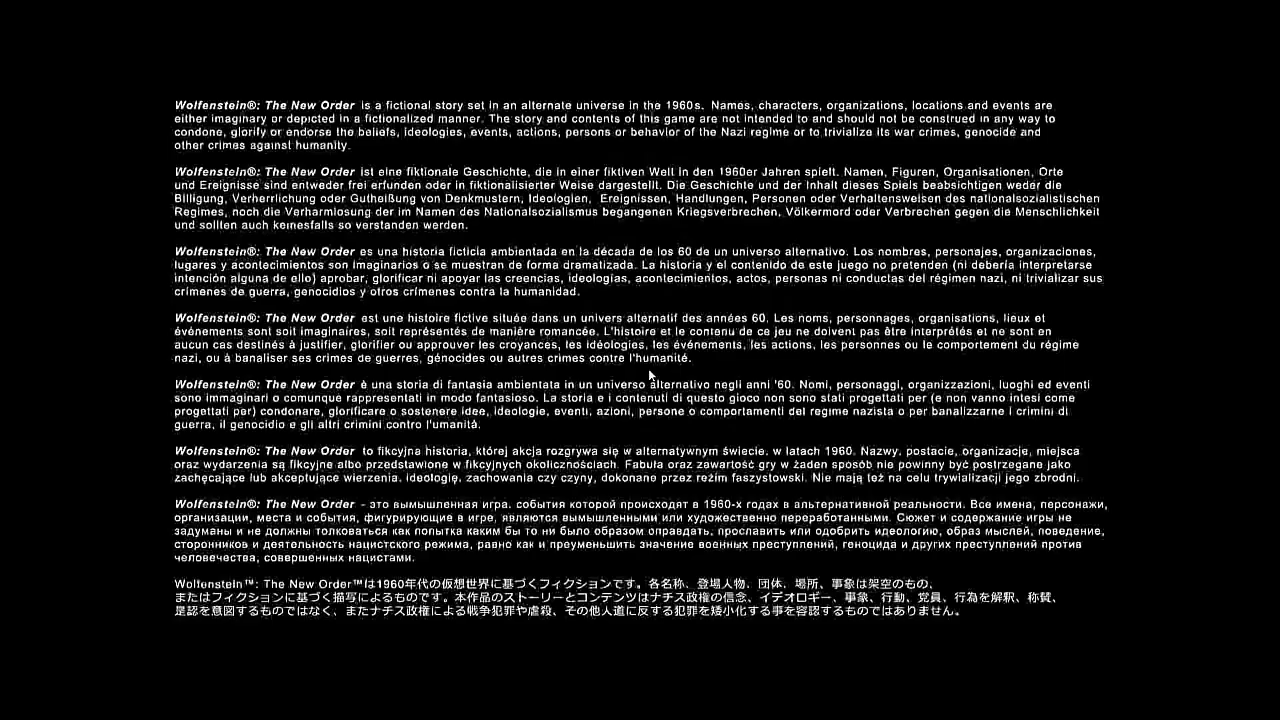 Wolfenstein®: The New Order is a fictional story set in an alternate universe in the 1960s. Names, characters, organizations, locations and events are
either imaginary or depicted in a fictionalized manner. The story and contents of this game are not intended to and should not be construed in any way to
condone, glorify or endorse the beliefs, ideologies, events, actions, persons or behavior of the Nazi regime or to trivialize its war crimes, genocide and
other crimes against humanity.
Wolfenstein®: The New Order ist eine fiktionale Geschichte, die in einer fiktiven Welt in den 1960er Jahren spielt. Namen, Figuren, Organisationen, Orte
und Ereignisse sind entweder frei erfunden oder in fiktionalisierter Weise dargestellt. Die Geschichte und der Inhalt dieses Spiels beabsichtigen weder die
Billigung, Verherrlichung oder Gutheißung von Denkmustern, Ideologien, Ereignissen, Handlungen, Personen oder Verhaltensweisen des nationalsozialistischen
Regimes, noch die Verharmlosung der im Namen des Nationalsozialismus begangenen Kriegsverbrechen, Völkermord oder Verbrechen gegen die Menschlichkeit
und sollten auch keinesfalls so verstanden werden.
Wolfenstein®: The New Order es una historia ficticia ambientada en la década de los 60 de un universo alternativo. Los nombres, personajes, organizaciones,
lugares y acontecimientos son imaginarios o se muestran de forma dramatizada. La historia y el contenido de este juego no pretenden (ni debería interpretarse
intención alguna de ello) aprobar, glorificar ni apoyar las creencias, ideologías, acontecimientos, actos, personas ni conductas del régimen nazi, ni trivializar sus
crímenes de guerra, genocidios y otros crímenes contra la humanidad.
Wolfenstein®: The New Order est une histoire fictive située dans un univers alternatif des années 60. Les noms, personnages, organisations, lieux et
événements sont soit imaginaires, soit représentés de manière romancée. L'histoire et le contenu de ce jeu ne doivent pas être interprétés et ne sont en
aucun cas destinés à justifier, glorifier ou approuver les croyances, les idéologies, les événements, les actions, les personnes ou le comportement du régime
nazi, ou à banaliser ses crimes de guerres, génocides ou autres crimes contre l'humanité.
Wolfenstein®: The New Order è una storia di fantasia ambientata in un universo alternativo negli anni '60. Nomi, personaggi, organizzazioni, luoghi ed eventi
sono immaginari o comunque rappresentati in modo fantasioso. La storia e i contenuti di questo gioco non sono stati progettati per (e non vanno intesi come
progettati per) condonare, glorificare o sostenere idee, ideologie, eventi, azioni, persone o comportamenti del regime nazista o per banalizzarne i crimini di
guerra, il genocidio e gli altri crimini contro l'umanità.
Wolfenstein®: The New Order to fikcyjna historia, której akcja rozgrywa się w alternatywnym świecie, w latach 1960. Nazwy, postacie, organizacje, miejsca
oraz wydarzenia są fikcyjne albo przedstawione w fikcyjnych okolicznościach. Fabuła oraz zawartość gry w żaden sposób nie powinny być postrzegane jako
zachęcające lub akceptujące wierzenia, ideologię, zachowania czy czyny, dokonane przez reżim faszystowski. Nie mają też na celu trywializacji jego zbrodni.
Wolfenstein®: The New Order - это вымышленная игра, события которой происходят в 1960-х годах в альтернативной реальности. Все имена, персонажи,
организации, места и события, фигурирующие в игре, являются вымышленными или художественно переработанными. Сюжет и содержание игры не
задуманы и не должны толковаться как попытка каким бы то ни было образом оправдать, прославить или одобрить идеологию, образ мыслей, поведение,
сторонников и деятельность нацистского режима, равно как и преуменьшить значение военных преступлений, геноцида и других преступлений против
человечества, совершенных нацистами.
Wolfenstein™: The New Order™は1960年代の仮想世界に基づくフィクションです。各名称、登場人物、団体、場所、事象は架空のもの、
またはフィクションに基づく描写によるものです。本作品のストーリーとコンテンツはナチス政権の信念、イデオロギー、事象、行動、党員、行為を解釈、称賛、
是認を意図するものではなく、またナチス政権による戦争犯罪や虐殺、その他人道に反する犯罪を矮小化する事を容認するものではありません。